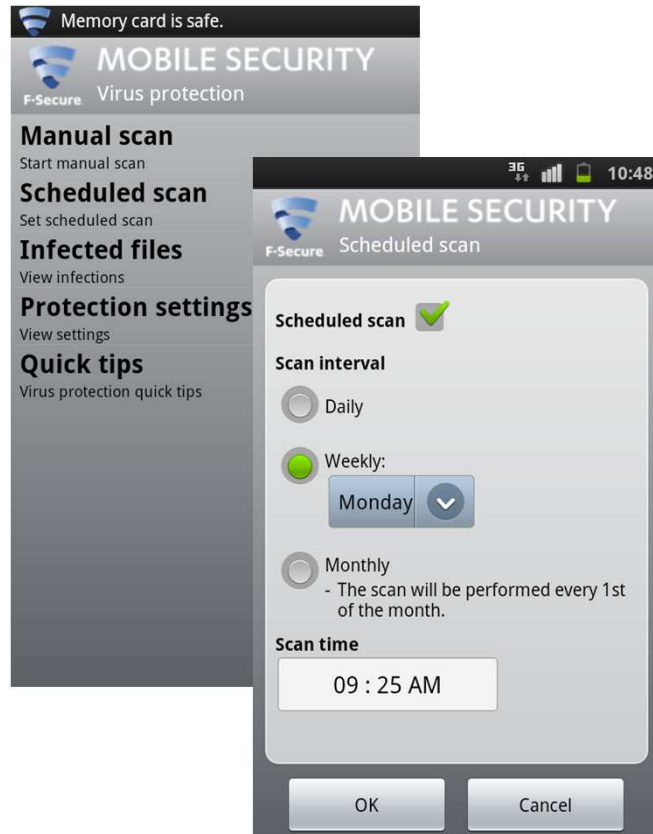 Memory card is safe.
MOBILE SECURITY
F-Secure
Virus protection
Manual scan
Start manual scan
Scheduled scan
Set scheduled scan
Infected files
View infections
Protection settings
View settings
Quick tips
Virus protection quick tips
3G 10:48
MOBILE SECURITY
F-Secure
Scheduled scan
Scheduled scan
Scan interval
Daily
Weekly:
Monday
Monthly
- The scan will be performed every 1st
of the month.
Scan time
09 : 25 AM
OK Cancel